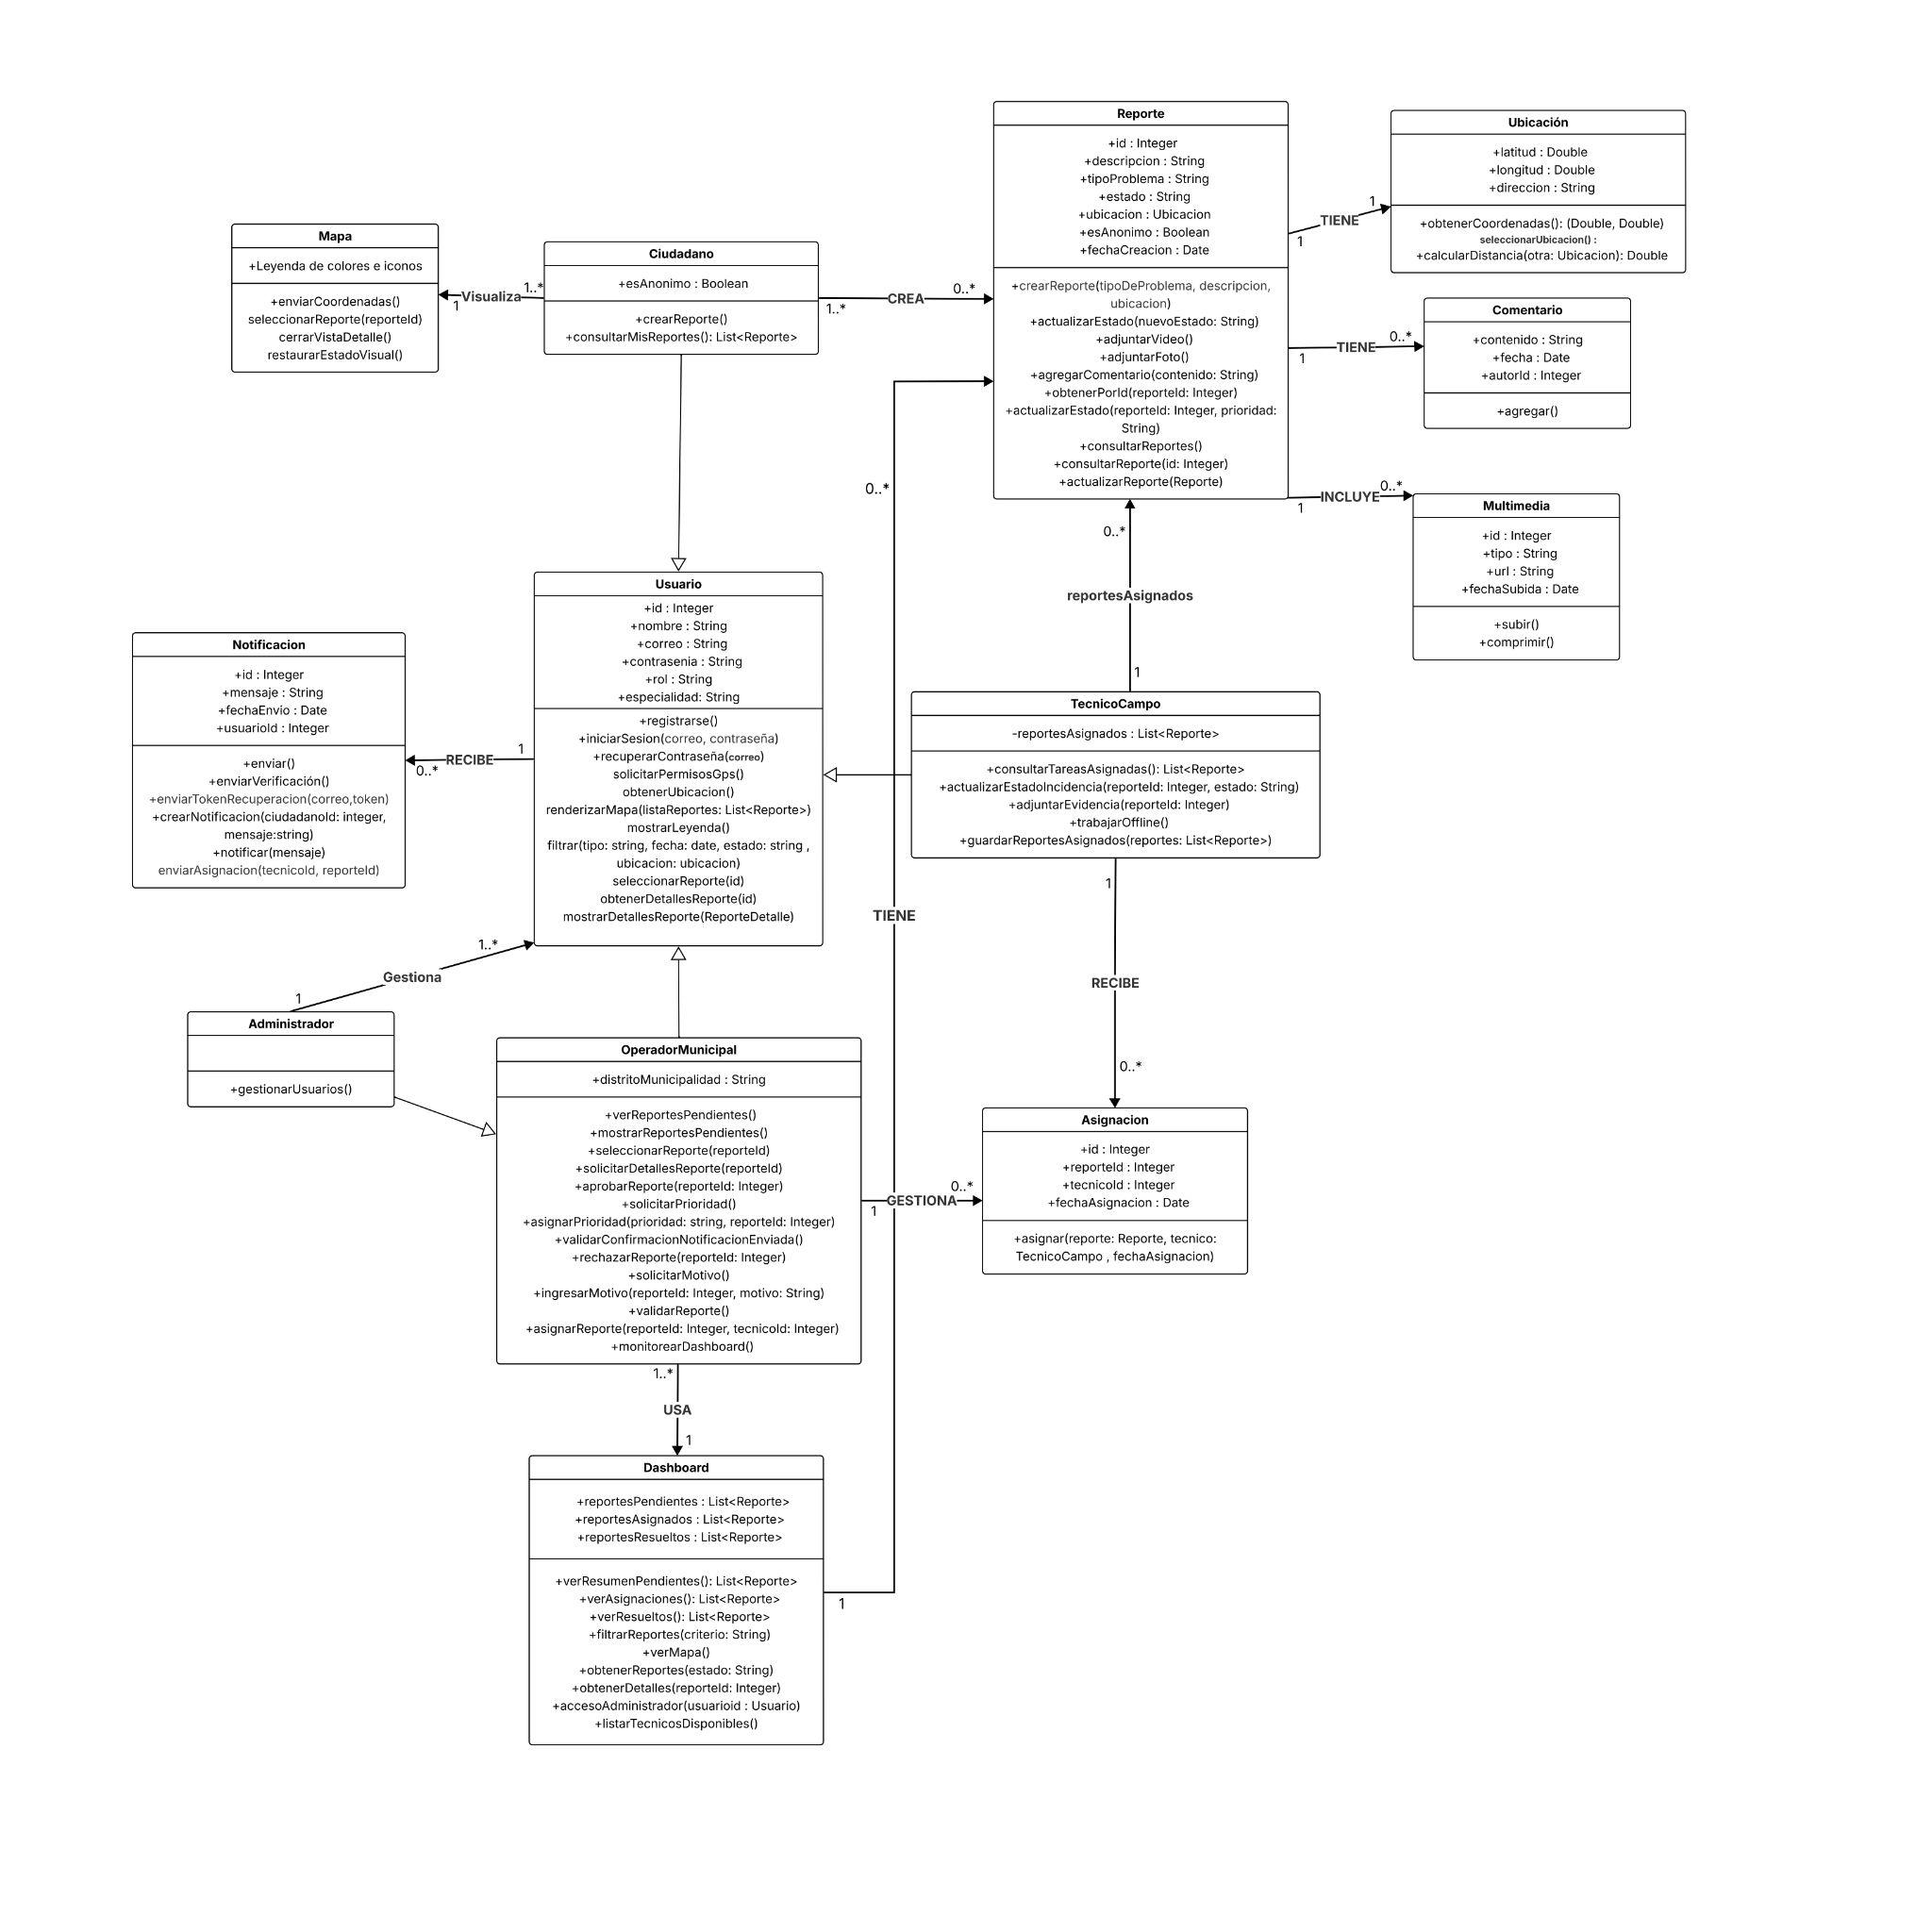 Reporte
+id : Integer
+descripcion : String
+tipoProblema : String
+estado : String
+ubicacion : Ubicacion
+esAnonimo : Boolean
+fechaCreacion : Date
+crearReporte(tipoDeProblema, descripcion,
ubicacion)
+actualizarEstado(nuevoEstado: String)
+adjuntarVideo()
+adjuntarFoto()
+agregarComentario(contenido: String)
+obtenerPorId(reporteId: Integer)
+actualizarEstado(reporteId: Integer, prioridad:
String)
+consultarReportes()
+consultarReporte(id: Integer)
+actualizarReporte(Reporte)
Ubicación
+latitud : Double
+longitud : Double
+direccion : String
+obtenerCoordenadas(): (Double, Double)
seleccionarUbicacion() :
+calcularDistancia(otra: Ubicacion): Double
1
TIENE
1
Mapa
+Leyenda de colores e iconos
+enviarCoordenadas()
seleccionarReporte(reporteId)
cerrarVistaDetalle()
restaurarEstadoVisual()
1..*
Visualiza
1
Ciudadano
+esAnonimo : Boolean
+crearReporte()
+consultarMisReportes(): List<Reporte>
0..*
CREA
1..*
Comentario
+contenido : String
+fecha : Date
+autorId : Integer
+agregar()
0..*
TIENE
1
0..*
INCLUYE
1
Multimedia
+id : Integer
+tipo : String
+url : String
+fechaSubida : Date
+subir()
+comprimir()
0..*
0..*
reportesAsignados
1
Usuario
+id : Integer
+nombre : String
+correo : String
+contrasenia : String
+rol : String
+especialidad: String
+registrarse()
+iniciarSesion(correo, contraseña)
+recuperarContraseña(correo)
solicitarPermisosGps()
obtenerUbicacion()
renderizarMapa(listaReportes: List<Reporte>)
mostrarLeyenda()
filtrar(tipo: string, fecha: date, estado: string ,
ubicacion: ubicacion)
seleccionarReporte(id)
obtenerDetallesReporte(id)
mostrarDetallesReporte(ReporteDetalle)
Notificacion
+id : Integer
+mensaje : String
+fechaEnvio : Date
+usuarioId : Integer
+enviar()
+enviarVerificación()
+enviarTokenRecuperacion(correo,token)
+crearNotificacion(ciudadanoId: integer,
mensaje:string)
+notificar(mensaje)
enviarAsignacion(tecnicoId, reporteId)
1
RECIBE
0..*
TecnicoCampo
-reportesAsignados : List<Reporte>
+consultarTareasAsignadas(): List<Reporte>
+actualizarEstadoIncidencia(reporteId: Integer, estado: String)
+adjuntarEvidencia(reporteId: Integer)
+trabajarOffline()
+guardarReportesAsignados(reportes: List<Reporte>)
1
TIENE
1..*
Gestiona
1
RECIBE
0..*
Administrador
+gestionarUsuarios()
OperadorMunicipal
+distritoMunicipalidad : String
+verReportesPendientes()
+mostrarReportesPendientes()
+seleccionarReporte(reporteId)
+solicitarDetallesReporte(reporteId)
+aprobarReporte(reporteId: Integer)
+solicitarPrioridad()
+asignarPrioridad(prioridad: string, reporteId: Integer)
+validarConfirmacionNotificacionEnviada()
+rechazarReporte(reporteId: Integer)
+solicitarMotivo()
+ingresarMotivo(reporteId: Integer, motivo: String)
+validarReporte()
+asignarReporte(reporteId: Integer, tecnicoId: Integer)
+monitorearDashboard()
0..*
GESTIONA
1
Asignacion
+id : Integer
+reporteId : Integer
+tecnicoId : Integer
+fechaAsignacion : Date
+asignar(reporte: Reporte, tecnico:
TecnicoCampo , fechaAsignacion)
1..*
USA
1
Dashboard
+reportesPendientes : List<Reporte>
+reportesAsignados : List<Reporte>
+reportesResueltos : List<Reporte>
+verResumenPendientes(): List<Reporte>
+verAsignaciones(): List<Reporte>
+verResueltos(): List<Reporte>
+filtrarReportes(criterio: String)
+verMapa()
+obtenerReportes(estado: String)
+obtenerDetalles(reporteId: Integer)
+accesoAdministrador(usuarioid : Usuario)
+listarTecnicosDisponibles()
1